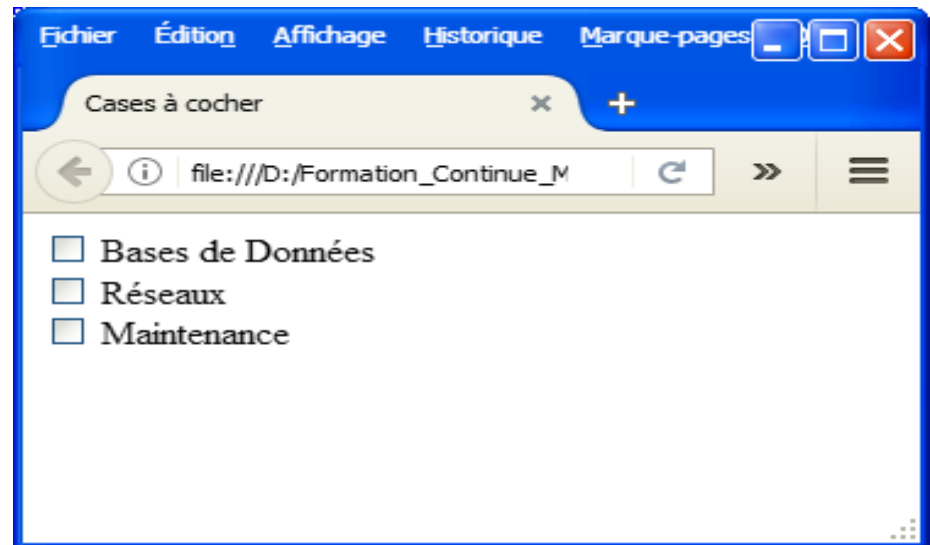 Fichier Édition Affichage Historique Marque-pages
Cases à cocher
file:///D:/Formation_Continue_M
Bases de Données
Réseaux
Maintenance